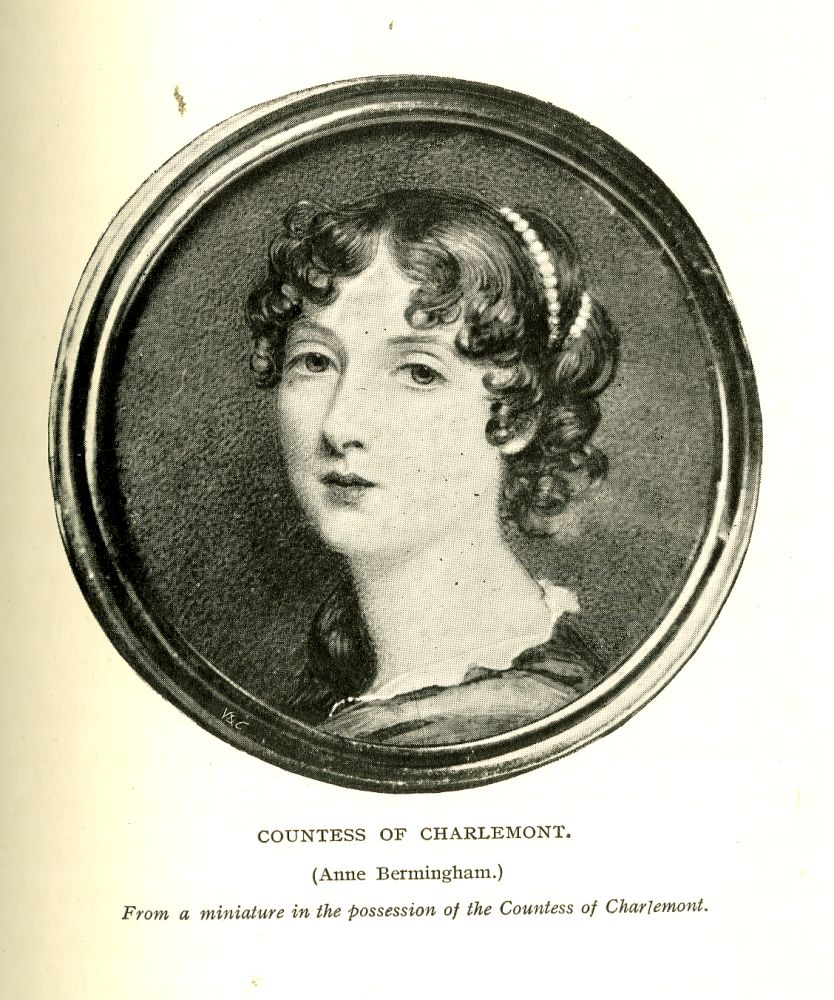 V&C
COUNTESS OF CHARLEMONT.
(Anne Bermingham.)
From a miniature in the possession of the Countess of Charlemont.